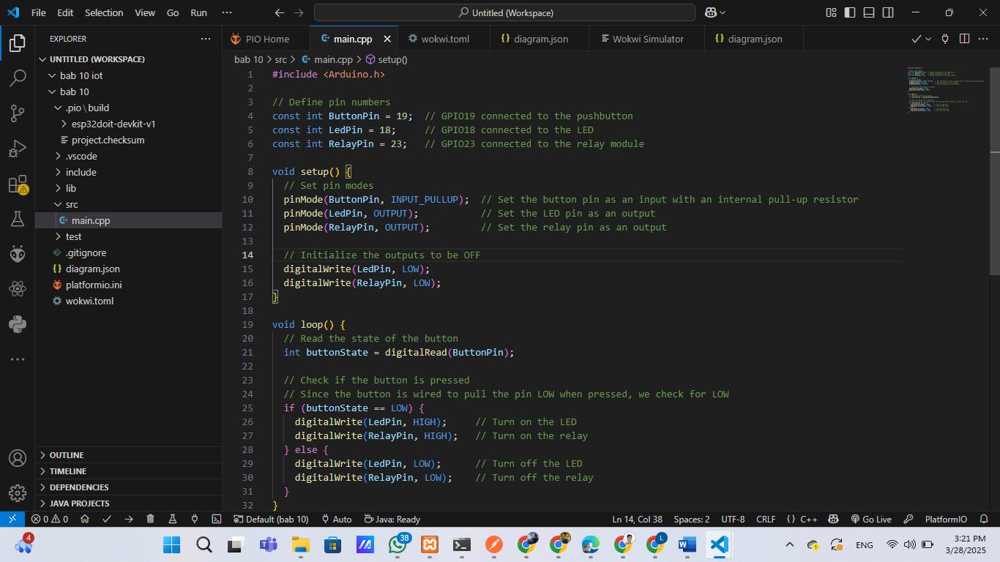 File Edit Selection View Go Run ··· Untitled (Workspace)
EXPLORER ···
UNTITLED (WORKSPACE)
bab 10 iot
bab 10
.pio \ build
esp32doit-devkit-v1
project.checksum
.vscode
include
lib
src
main.cpp
test
.gitignore
diagram.json
platformio.ini
wokwi.toml
OUTLINE
TIMELINE
DEPENDENCIES
JAVA PROJECTS
PIO Home main.cpp wokwi.toml {} diagram.json Wokwi Simulator {} diagram.json
bab 10 > src > main.cpp > setup()
1 #include <Arduino.h>
2
3 // Define pin numbers
4 const int ButtonPin = 19;  // GPIO19 connected to the pushbutton
5 const int LedPin = 18;     // GPIO18 connected to the LED
6 const int RelayPin = 23;   // GPIO23 connected to the relay module
7
8 void setup() {
9   // Set pin modes
10   pinMode(ButtonPin, INPUT_PULLUP);  // Set the button pin as an input with an internal pull-up resistor
11   pinMode(LedPin, OUTPUT);           // Set the LED pin as an output
12   pinMode(RelayPin, OUTPUT);         // Set the relay pin as an output
13
14   // Initialize the outputs to be OFF
15   digitalWrite(LedPin, LOW);
16   digitalWrite(RelayPin, LOW);
17 }
18
19 void loop() {
20   // Read the state of the button
21   int buttonState = digitalRead(ButtonPin);
22
23   // Check if the button is pressed
24   // Since the button is wired to pull the pin LOW when pressed, we check for LOW
25   if (buttonState == LOW) {
26     digitalWrite(LedPin, HIGH);     // Turn on the LED
27     digitalWrite(RelayPin, HIGH);   // Turn on the relay
28   } else {
29     digitalWrite(LedPin, LOW);      // Turn off the LED
30     digitalWrite(RelayPin, LOW);    // Turn off the relay
31   }
32 }
0 0 Default (bab 10) Auto Java: Ready Ln 14, Col 38 Spaces: 2 UTF-8 CRLF {} C++ Go Live PlatformIO
4 38 L W ENG 3:21 PM
3/28/2025